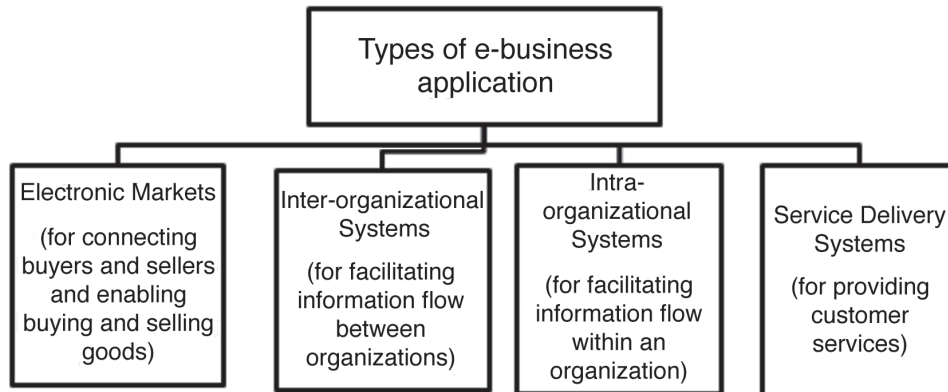 Types of e-business
application
Electronic Markets
(for connecting
buyers and sellers
and enabling
buying and selling
goods)
Inter-organizational
Systems
(for facilitating
information flow
between
organizations)
Intra-
organizational
Systems
(for facilitating
information flow
within an
organization)
Service Delivery
Systems
(for providing
customer
services)